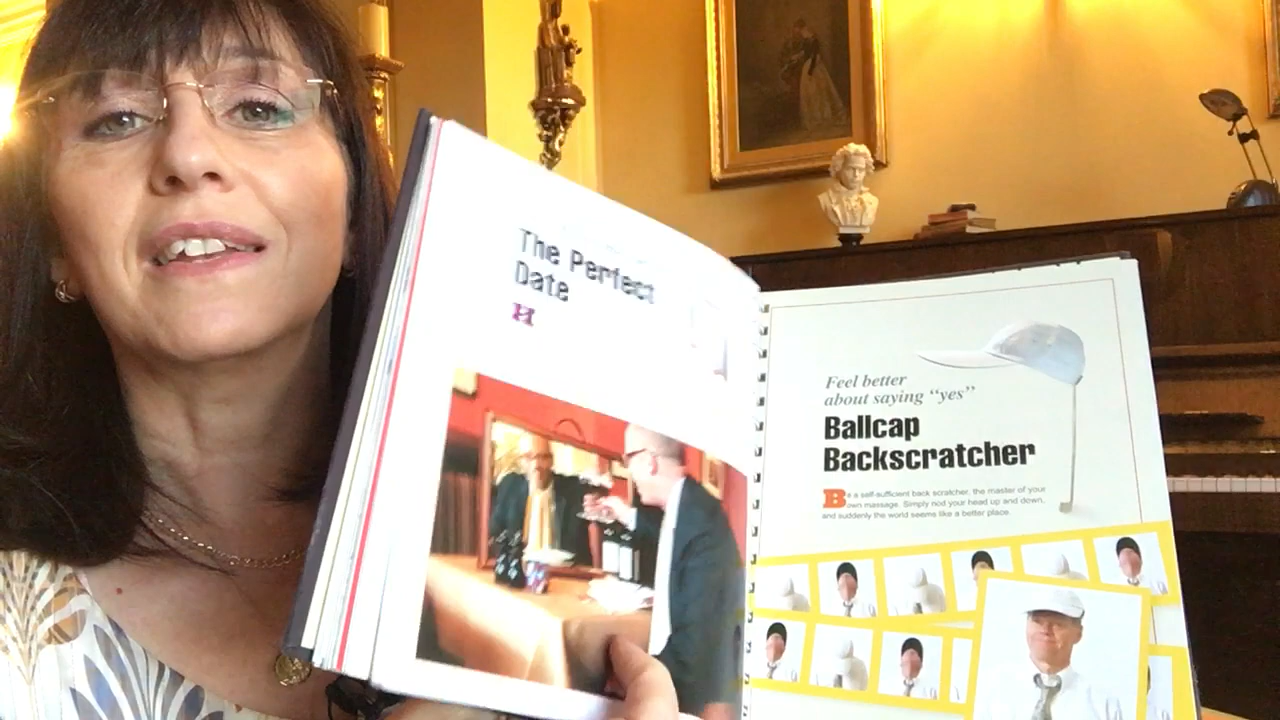 The Perfect
Date
H
Feel better
about saying “yes”
Ballcap
Backscratcher
Be a self-sufficient back scratcher, the master of your
own massage. Simply nod your head up and down,
and suddenly the world seems like a better place.